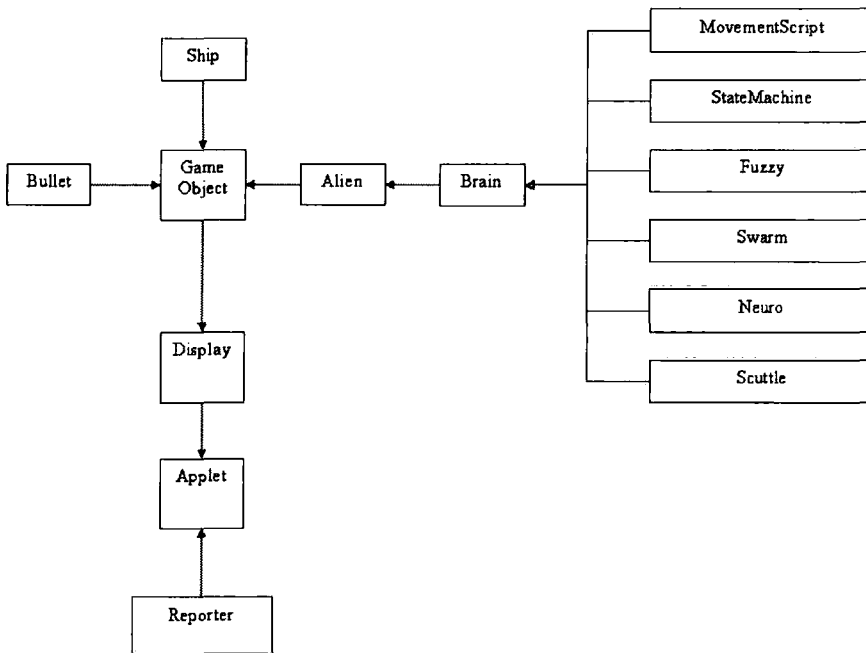 MovementScript
Ship
StateMachine
Game
Object
Bullet
Alien
Brain
Fuzzy
Swarm
Neuro
Display
Scuttle
Applet
Reporter